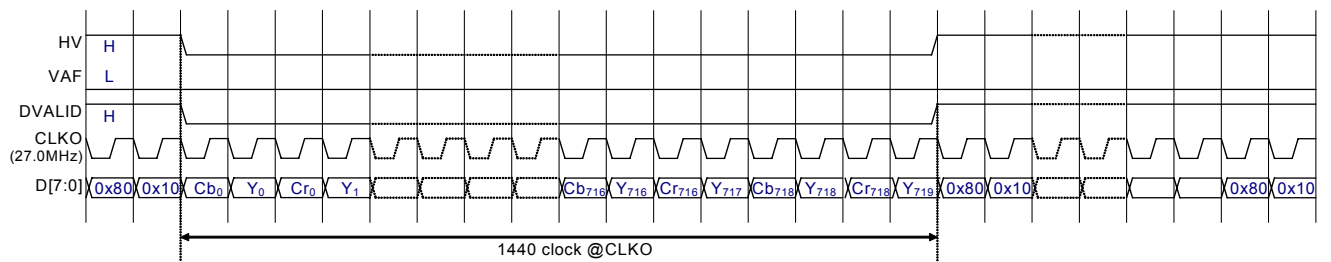 HV H
VAF L
DVALID H
CLKO
(27.0MHz)
D[7:0] 0x80 0x10 Cb0 Y0 Cr0 Y1 Cb716 Y716 Cr716 Y717 Cb718 Y718 Cr718 Y719 0x80 0x10 0x80 0x10
1440 clock @CLKO